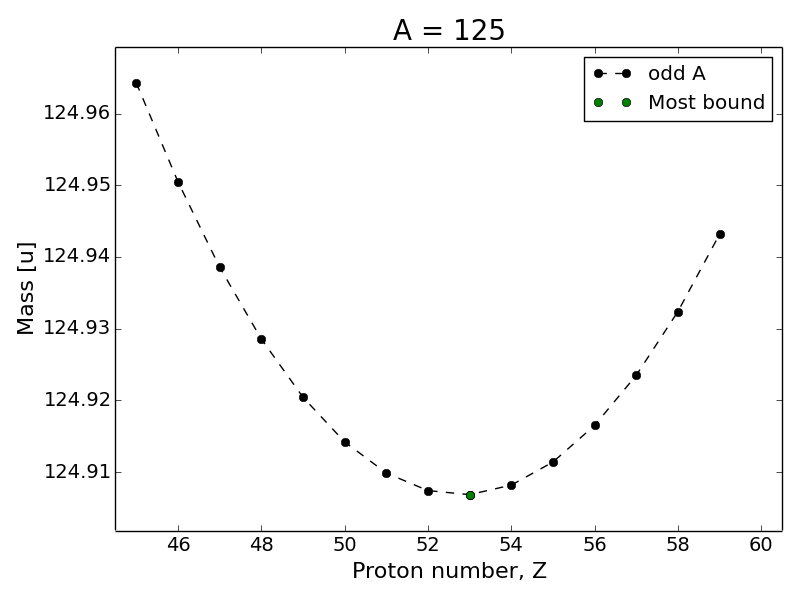 A = 125
odd A
Most bound
124.96
124.95
124.94
124.93
124.92
124.91
Mass [u]
46 48 50 52 54 56 58 60
Proton number, Z